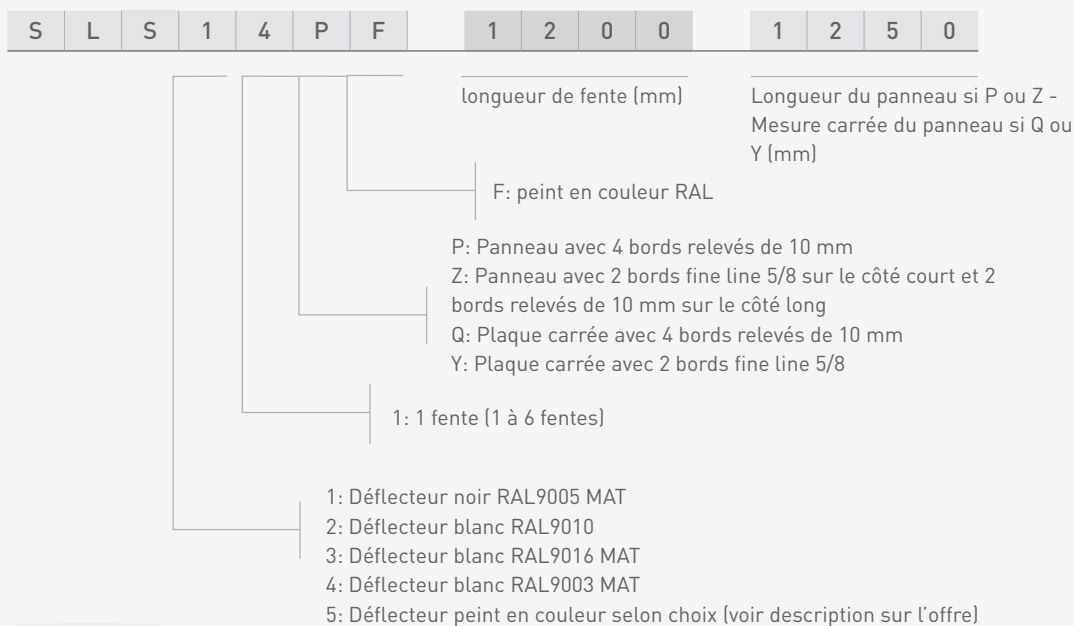 S L S 1 4 P F 1 2 0 0 1 2 5 0
longueur de fente (mm)
Longueur du panneau si P ou Z -
Mesure carrée du panneau si Q ou
Y (mm)
F: peint en couleur RAL
P: Panneau avec 4 bords relevés de 10 mm
Z: Panneau avec 2 bords fine line 5/8 sur le côté court et 2
bords relevés de 10 mm sur le côté long
Q: Plaque carrée avec 4 bords relevés de 10 mm
Y: Plaque carrée avec 2 bords fine line 5/8
1: 1 fente (1 à 6 fentes)
1: Déflecteur noir RAL9005 MAT
2: Déflecteur blanc RAL9010
3: Déflecteur blanc RAL9016 MAT
4: Déflecteur blanc RAL9003 MAT
5: Déflecteur peint en couleur selon choix (voir description sur l'offre)